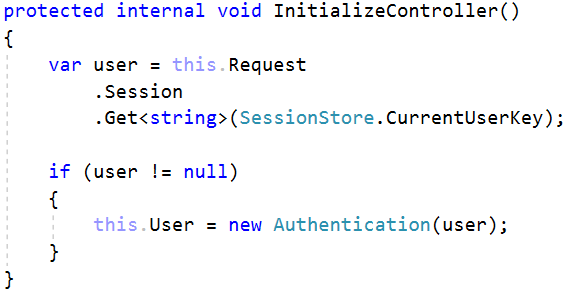 protected internal void InitializeController()
{
    var user = this.Request
        .Session
        .Get<string>(SessionStore.CurrentUserKey);

    if (user != null)
    {
        this.User = new Authentication(user);
    }
}